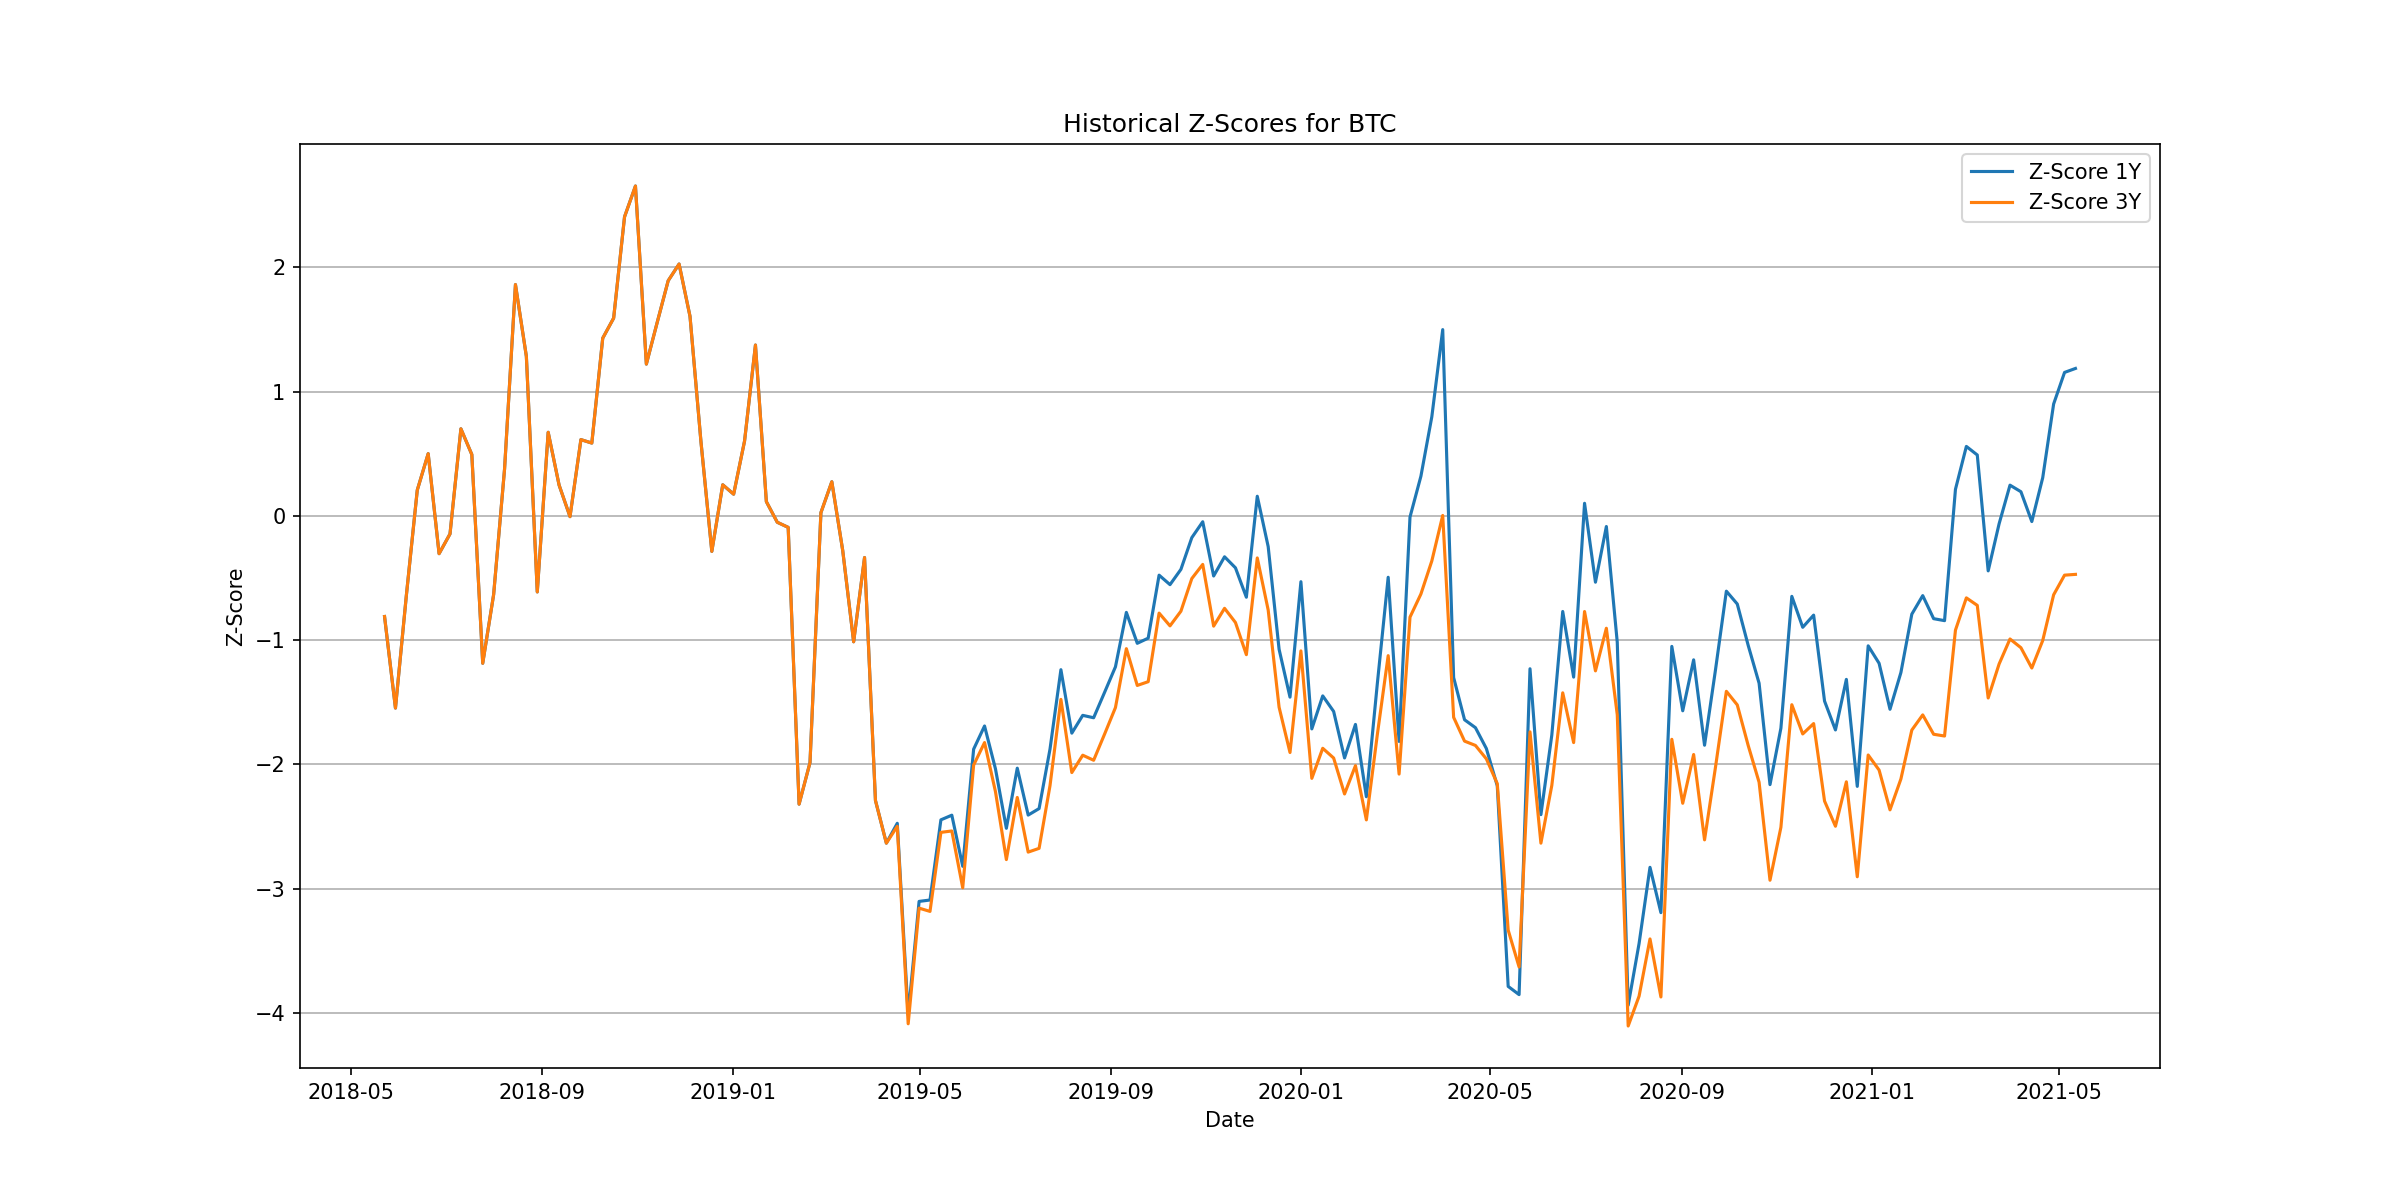 Historical Z-Scores for BTC
Z-Score 1Y
Z-Score 3Y
Z-Score
2
1
0
−1
−2
−3
−4
2018-05 2018-09 2019-01 2019-05 2019-09 2020-01 2020-05 2020-09 2021-01 2021-05
Date